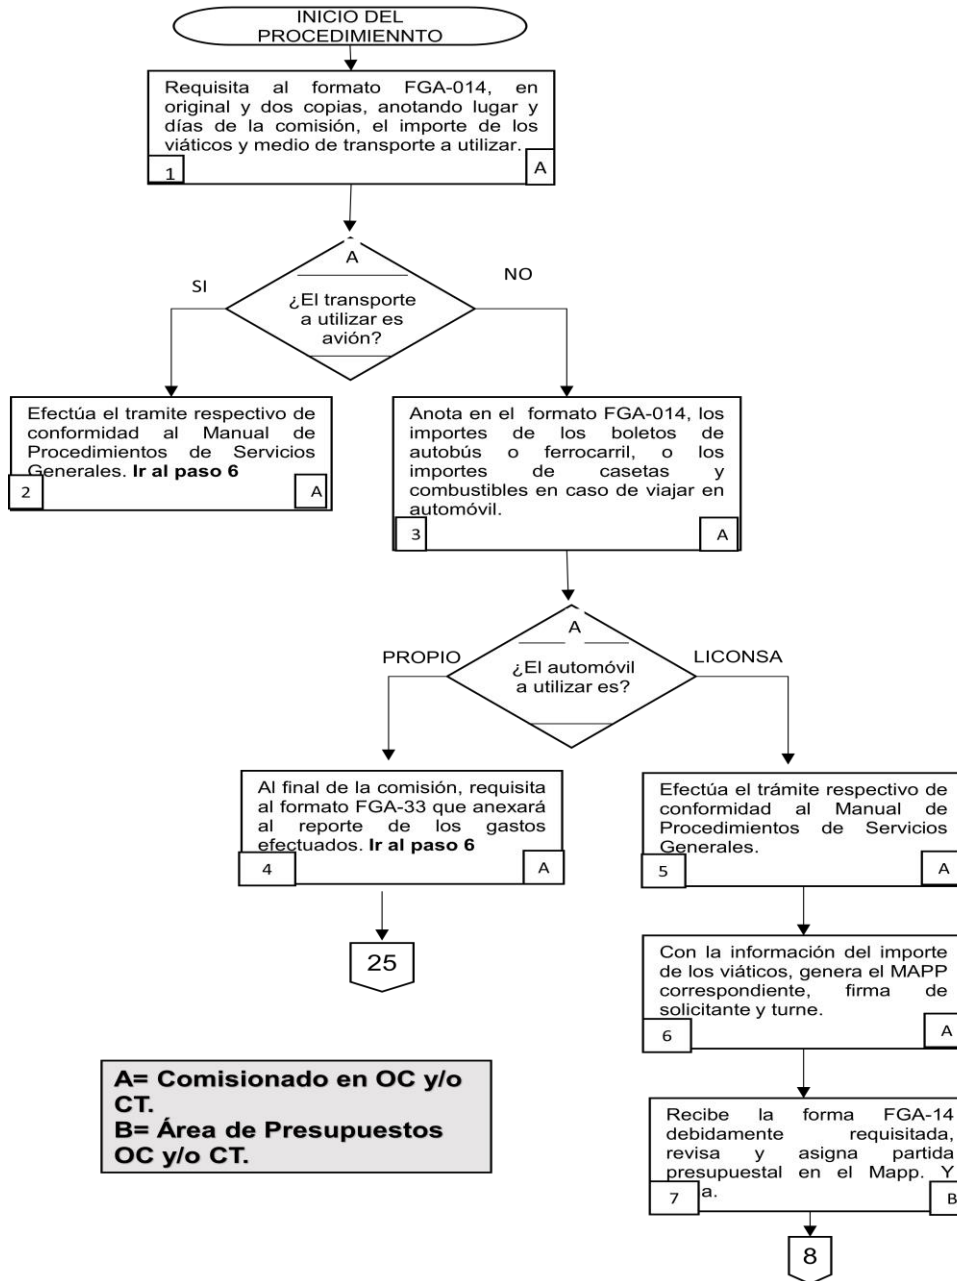 INICIO DEL
PROCEDIMIENNTO
Requisita al formato FGA-014, en
original y dos copias, anotando lugar y
días de la comisión, el importe de los
viáticos y medio de transporte a utilizar.
1
A
A
SI
NO
¿El transporte
a utilizar es
avión?
Efectúa el tramite respectivo de
conformidad al Manual de
Procedimientos de Servicios
Generales. Ir al paso 6
2
A
Anota en el formato FGA-014, los
importes de los boletos de
autobús o ferrocarril, o los
importes de casetas y
combustibles en caso de viajar en
automóvil.
3
A
A
PROPIO
LICONSA
¿El automóvil
a utilizar es?
Al final de la comisión, requisita
al formato FGA-33 que anexará
al reporte de los gastos
efectuados. Ir al paso 6
4
A
25
Efectúa el trámite respectivo de
conformidad al Manual de
Procedimientos de Servicios
Generales.
5
A
Con la información del importe
de los viáticos, genera el MAPP
correspondiente, firma de
solicitante y turne.
6
A
A= Comisionado en OC y/o
CT.
B= Área de Presupuestos
OC y/o CT.
Recibe la forma FGA-14
debidamente requisitada,
revisa y asigna partida
presupuestal en el Mapp. Y
a.
7
B
8